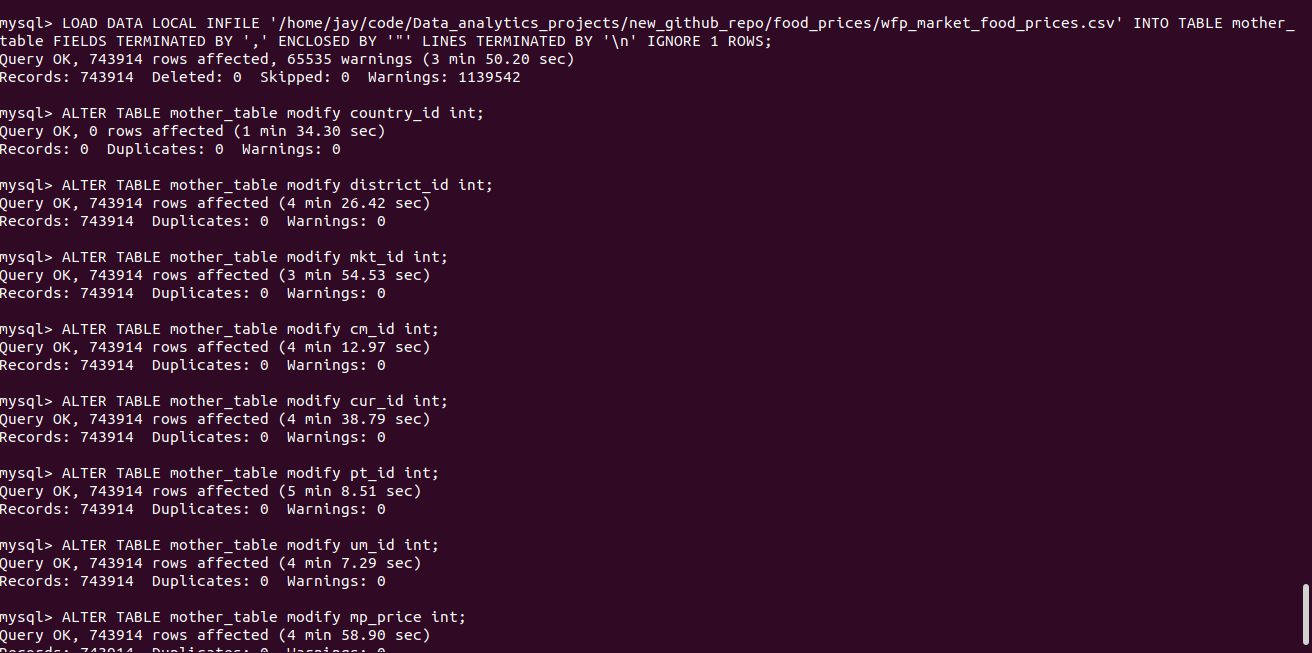 mysql> LOAD DATA LOCAL INFILE '/home/jay/code/Data_analytics_projects/new_github_repo/food_prices/wfp_market_food_prices.csv' INTO TABLE mother_
table FIELDS TERMINATED BY ',' ENCLOSED BY '"' LINES TERMINATED BY '\n' IGNORE 1 ROWS;
Query OK, 743914 rows affected, 65535 warnings (3 min 50.20 sec)
Records: 743914  Deleted: 0  Skipped: 0  Warnings: 1139542
mysql> ALTER TABLE mother_table modify country_id int;
Query OK, 0 rows affected (1 min 34.30 sec)
Records: 0  Duplicates: 0  Warnings: 0
mysql> ALTER TABLE mother_table modify district_id int;
Query OK, 743914 rows affected (4 min 26.42 sec)
Records: 743914  Duplicates: 0  Warnings: 0
mysql> ALTER TABLE mother_table modify mkt_id int;
Query OK, 743914 rows affected (3 min 54.53 sec)
Records: 743914  Duplicates: 0  Warnings: 0
mysql> ALTER TABLE mother_table modify cm_id int;
Query OK, 743914 rows affected (4 min 12.97 sec)
Records: 743914  Duplicates: 0  Warnings: 0
mysql> ALTER TABLE mother_table modify cur_id int;
Query OK, 743914 rows affected (4 min 38.79 sec)
Records: 743914  Duplicates: 0  Warnings: 0
mysql> ALTER TABLE mother_table modify pt_id int;
Query OK, 743914 rows affected (5 min 8.51 sec)
Records: 743914  Duplicates: 0  Warnings: 0
mysql> ALTER TABLE mother_table modify um_id int;
Query OK, 743914 rows affected (4 min 7.29 sec)
Records: 743914  Duplicates: 0  Warnings: 0
mysql> ALTER TABLE mother_table modify mp_price int;
Query OK, 743914 rows affected (4 min 58.90 sec)
Records: 743914  Duplicates: 0  Warnings: 0